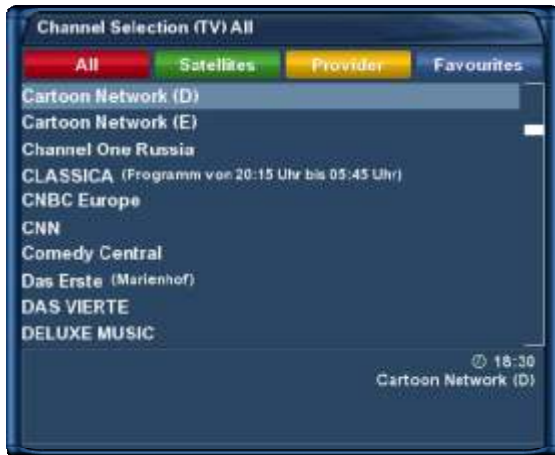 Channel Selection (TV) All
All Satellites Provider Favourites
Cartoon Network (D)
Cartoon Network (E)
Channel One Russia
CLASSICA (Programm von 20:15 Uhr bis 05:45 Uhr)
CNBC Europe
CNN
Comedy Central
Das Erste (Marienhof)
DAS VIERTE
DELUXE MUSIC
18:30
Cartoon Network (D)